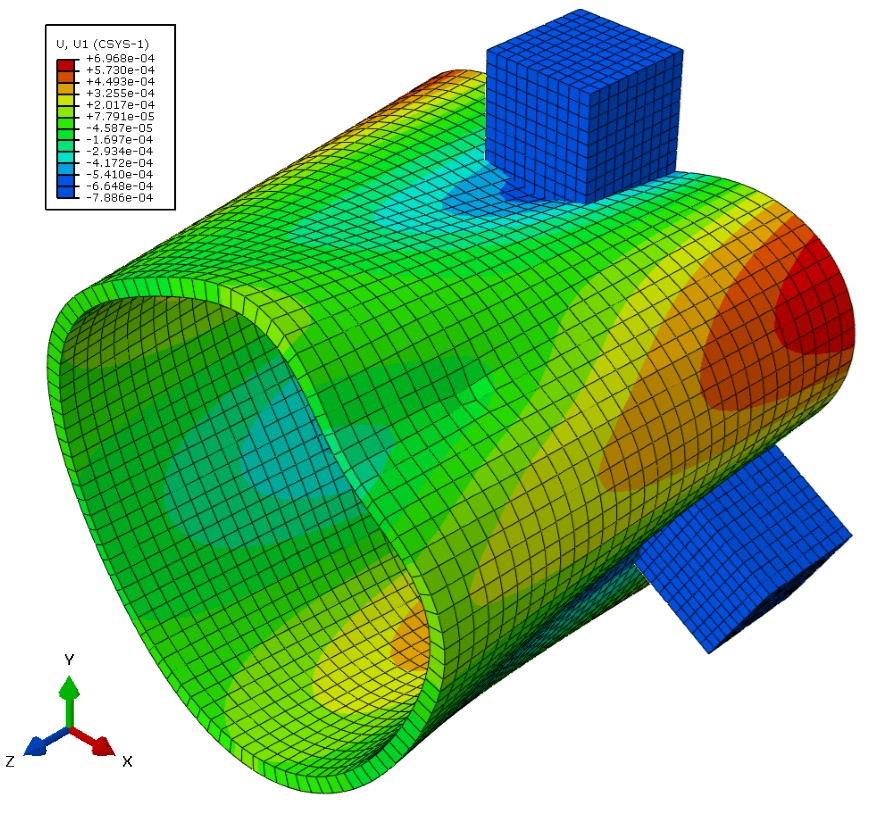 U, U1 (CSYS-1)
+6.968e-04
+5.730e-04
+4.493e-04
+3.255e-04
+2.017e-04
+7.791e-05
-4.587e-05
-1.697e-04
-2.934e-04
-4.172e-04
-5.410e-04
-6.648e-04
-7.886e-04
Y
Z X